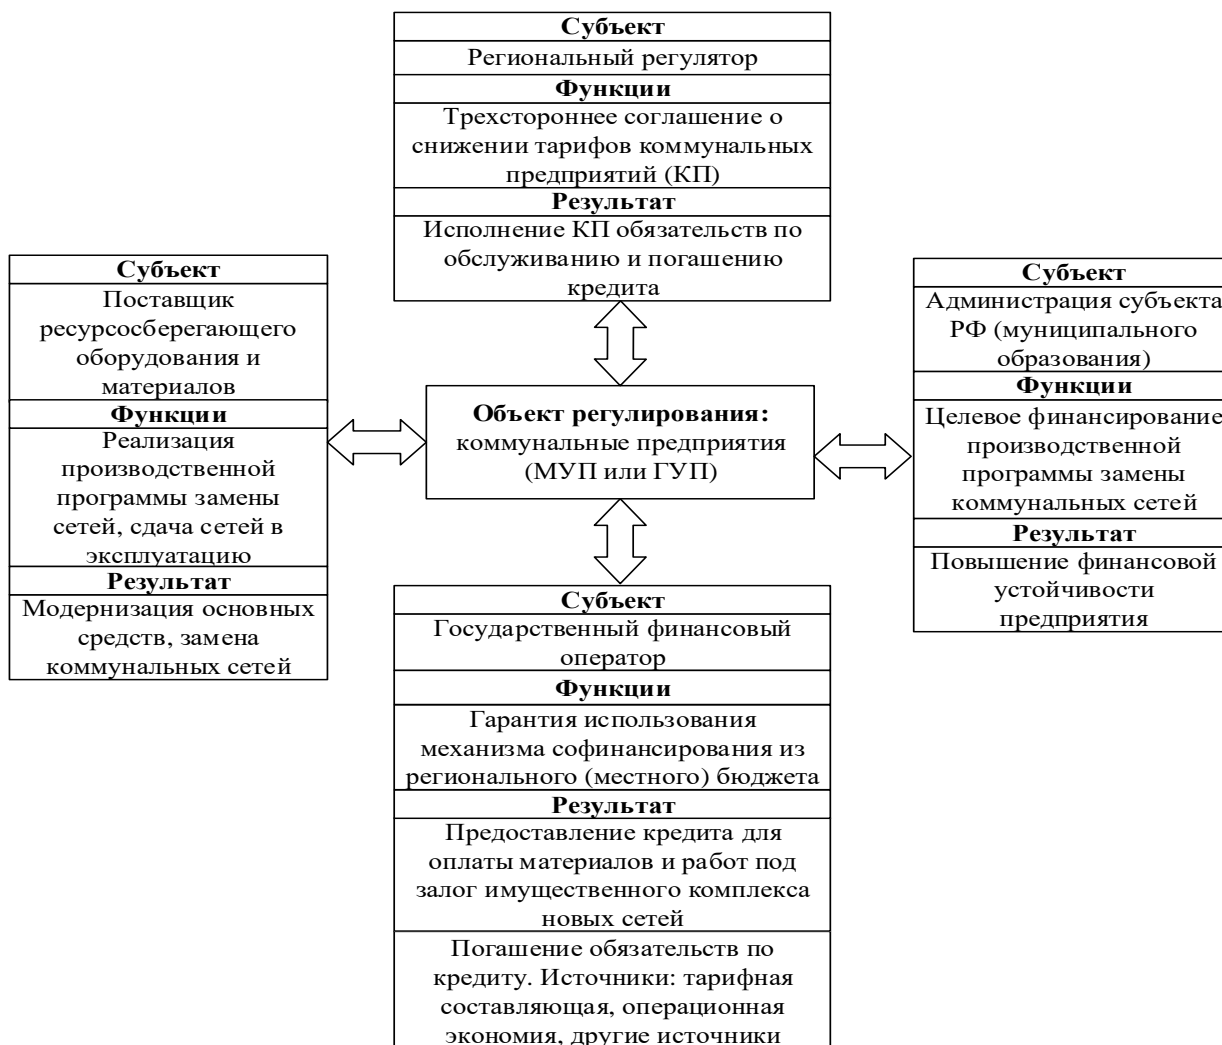 Субъект
Региональный регулятор
Функции
Трехстороннее соглашение о
снижении тарифов коммунальных
предприятий (КП)
Результат
Исполнение КП обязательств по
обслуживанию и погашению
кредита
Субъект
Поставщик
ресурсосберегающего
оборудования и
материалов
Функции
Реализация
производственной
программы замены
сетей, сдача сетей в
эксплуатацию
Результат
Модернизация основных
средств, замена
коммунальных сетей
Объект регулирования:
коммунальные предприятия
(МУП или ГУП)
Субъект
Администрация субъекта
РФ (муниципального
образования)
Функции
Целевое финансирование
производственной
программы замены
коммунальных сетей
Результат
Повышение финансовой
устойчивости
предприятия
Субъект
Государственный финансовый
оператор
Функции
Гарантия использования
механизма софинансирования из
регионального (местного) бюджета
Результат
Предоставление кредита для
оплаты материалов и работ под
залог имущественного комплекса
новых сетей
Погашение обязательств по
кредиту. Источники: тарифная
составляющая, операционная
экономия, другие источники